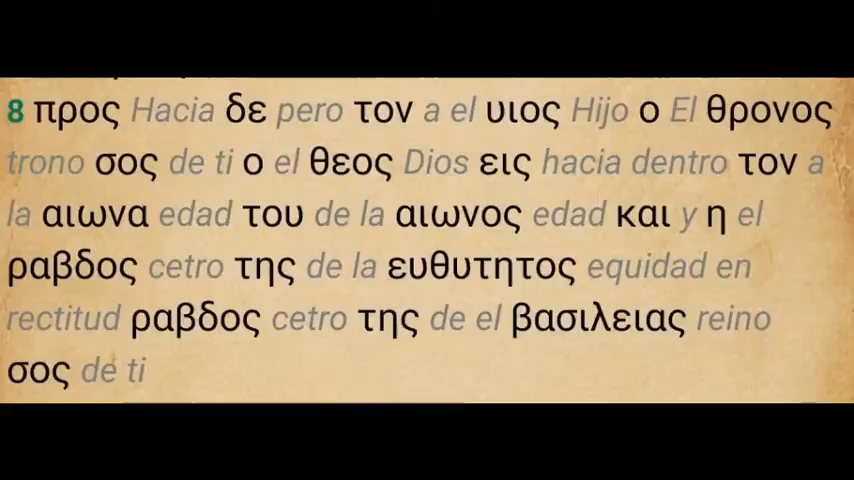 8 προς Hacia δε pero τον a el υιος Hijo ο El θρονος
trono σος de ti ο el θεος Dios εις hacia dentro τον a
la αιωνα edad του de la αιωνος edad και y η el
ραβδος cetro της de la ευθυτητος equidad en
rectitud ραβδος cetro της de el βασιλειας reino
σος de ti